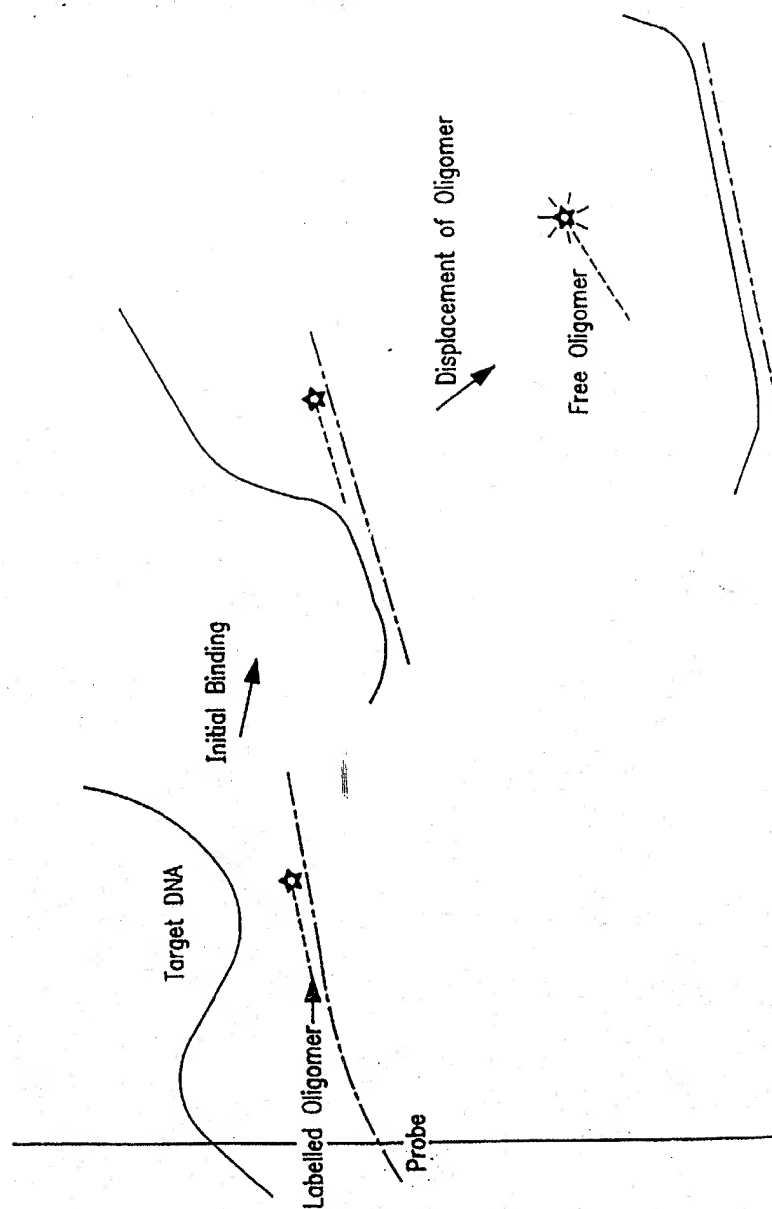 Target DNA
Labelled Oligomer
Probe
Initial Binding
Displacement of Oligomer
Free Oligomer